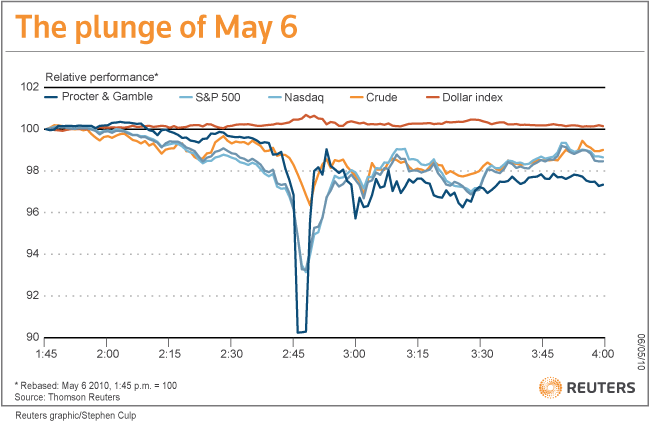 The plunge of May 6
102
Relative performance*
Procter & Gamble S&P 500 Nasdaq Crude Dollar index
100
98
96
94
92
90
1:45 2:00 2:15 2:30 2:45 3:00 3:15 3:30 3:45 4:00
06/05/10
* Rebased: May 6 2010, 1:45 p.m. = 100
Source: Thomson Reuters
REUTERS
Reuters graphic/Stephen Culp